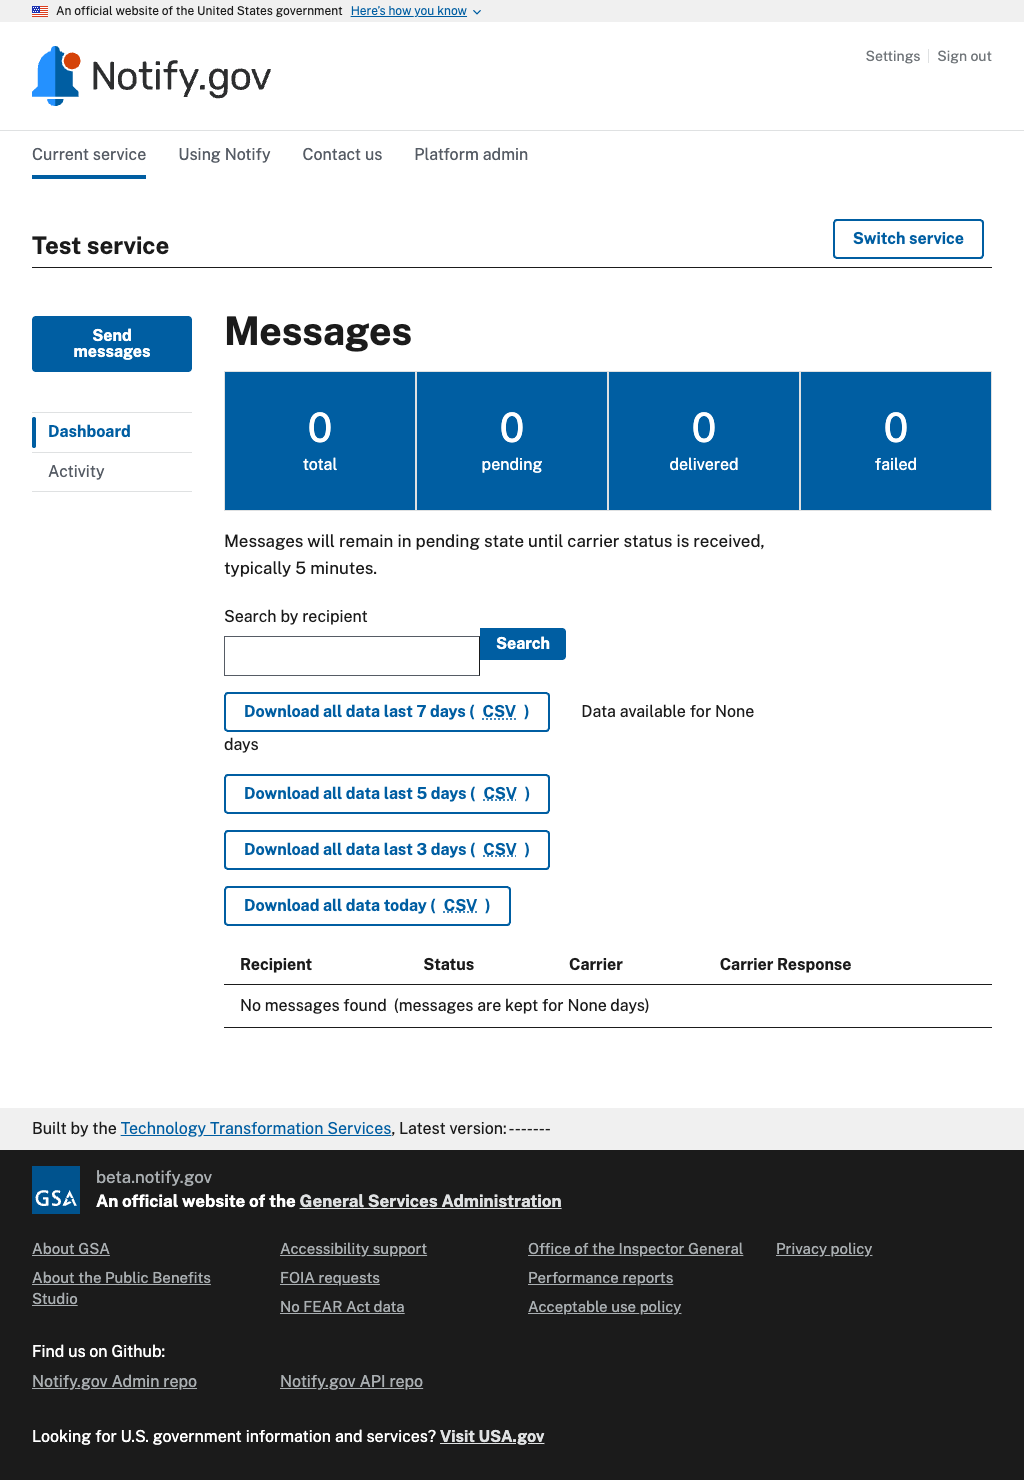 An official website of the United States government Here's how you know
Notify.gov
Settings
Sign out
Current service
Using Notify
Contact us
Platform admin
Test service
Switch service
Send
messages
Dashboard
Activity
Messages
0
total
0
pending
0
delivered
0
failed
Messages will remain in pending state until carrier status is received,
typically 5 minutes.
Search by recipient
Search
Download all data last 7 days ( CSV ) Data available for None
days
Download all data last 5 days ( CSV )
Download all data last 3 days ( CSV )
Download all data today ( CSV )
Recipient Status Carrier Carrier Response
No messages found (messages are kept for None days)
Built by the Technology Transformation Services, Latest version:-------
GSA
beta.notify.gov
An official website of the General Services Administration
About GSA
About the Public Benefits
Studio
Accessibility support
FOIA requests
No FEAR Act data
Office of the Inspector General
Performance reports
Acceptable use policy
Privacy policy
Find us on Github:
Notify.gov Admin repo
Notify.gov API repo
Looking for U.S. government information and services? Visit USA.gov